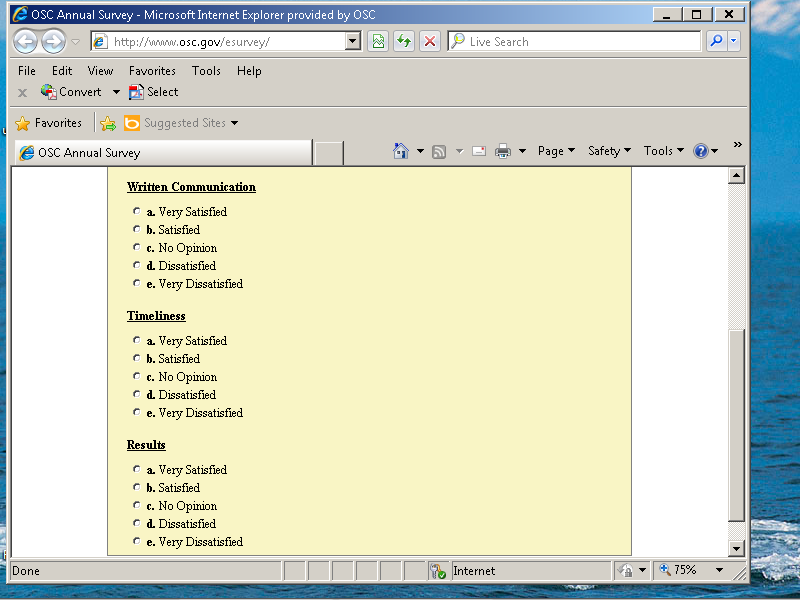 OSC Annual Survey - Microsoft Internet Explorer provided by OSC
http://www.osc.gov/esurvey/
Live Search
File Edit View Favorites Tools Help
x Convert Select
Favorites Suggested Sites
OSC Annual Survey
Page Safety Tools
Written Communication
a. Very Satisfied
b. Satisfied
c. No Opinion
d. Dissatisfied
e. Very Dissatisfied
Timeliness
a. Very Satisfied
b. Satisfied
c. No Opinion
d. Dissatisfied
e. Very Dissatisfied
Results
a. Very Satisfied
b. Satisfied
c. No Opinion
d. Dissatisfied
e. Very Dissatisfied
Done Internet 75%